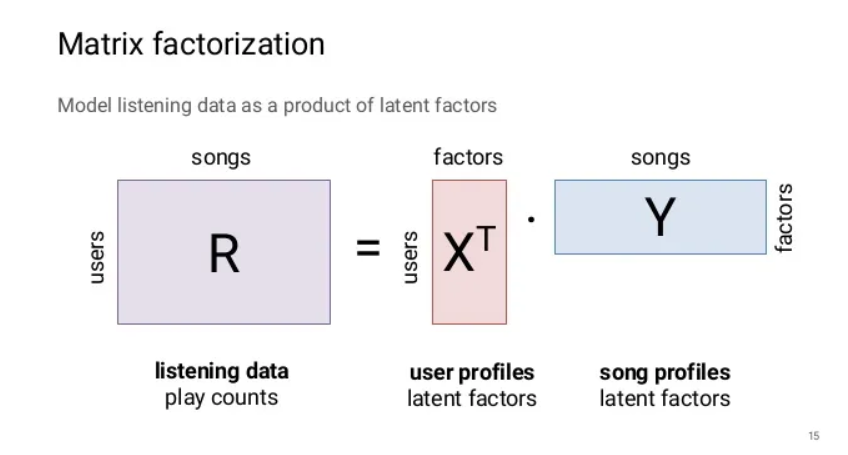 Matrix factorization
Model listening data as a product of latent factors
songs
factors
songs
users
R
=
users
X^T
·
Y
factors
listening data
play counts
user profiles
latent factors
song profiles
latent factors
15